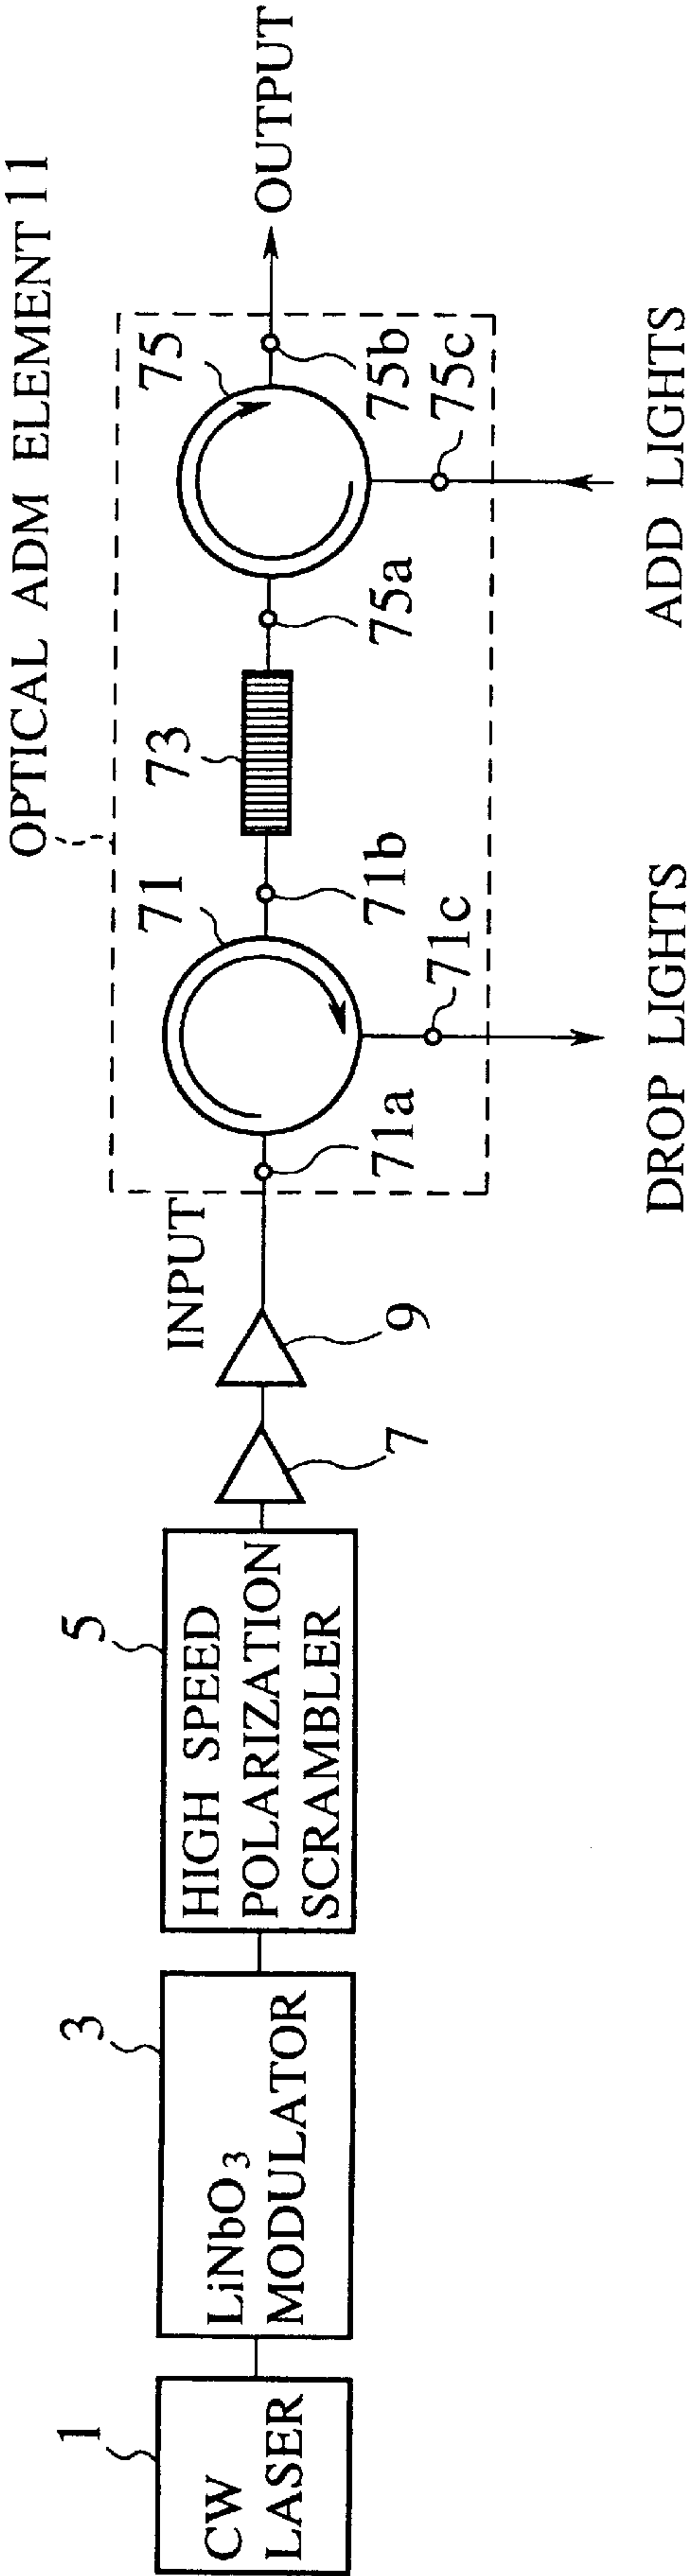 OPTICAL ADM ELEMENT 11
1
CW
LASER
3
LiNbO3
MODULATOR
5
HIGH SPEED
POLARIZATION
SCRAMBLER
7
9
INPUT
71
71a
71b
71c
73
75
75a
75b
75c
OUTPUT
DROP LIGHTS
ADD LIGHTS